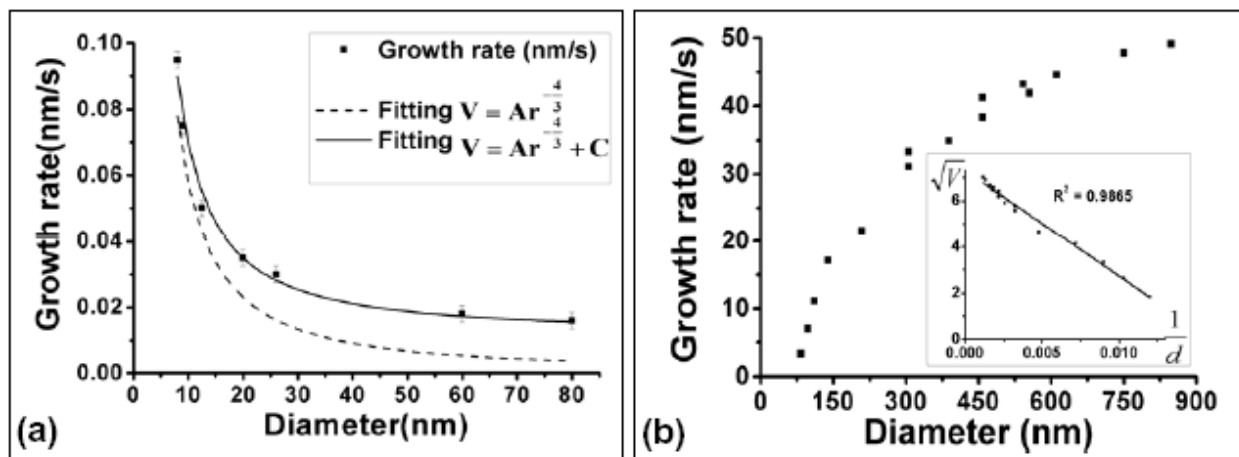 0.10
0.08
0.06
0.04
0.02
0.00
Growth rate(nm/s)
Growth rate (nm/s)
Fitting V = Ar^{-4/3}
Fitting V = Ar^{-4/3} + C
0 10 20 30 40 50 60 70 80
Diameter(nm)
(a)
50
40
30
20
10
0
Growth rate (nm/s)
√V
6
4
2
0
R² = 0.9865
0.000 0.005 0.010
1/d
0 150 300 450 600 750 900
Diameter (nm)
(b)